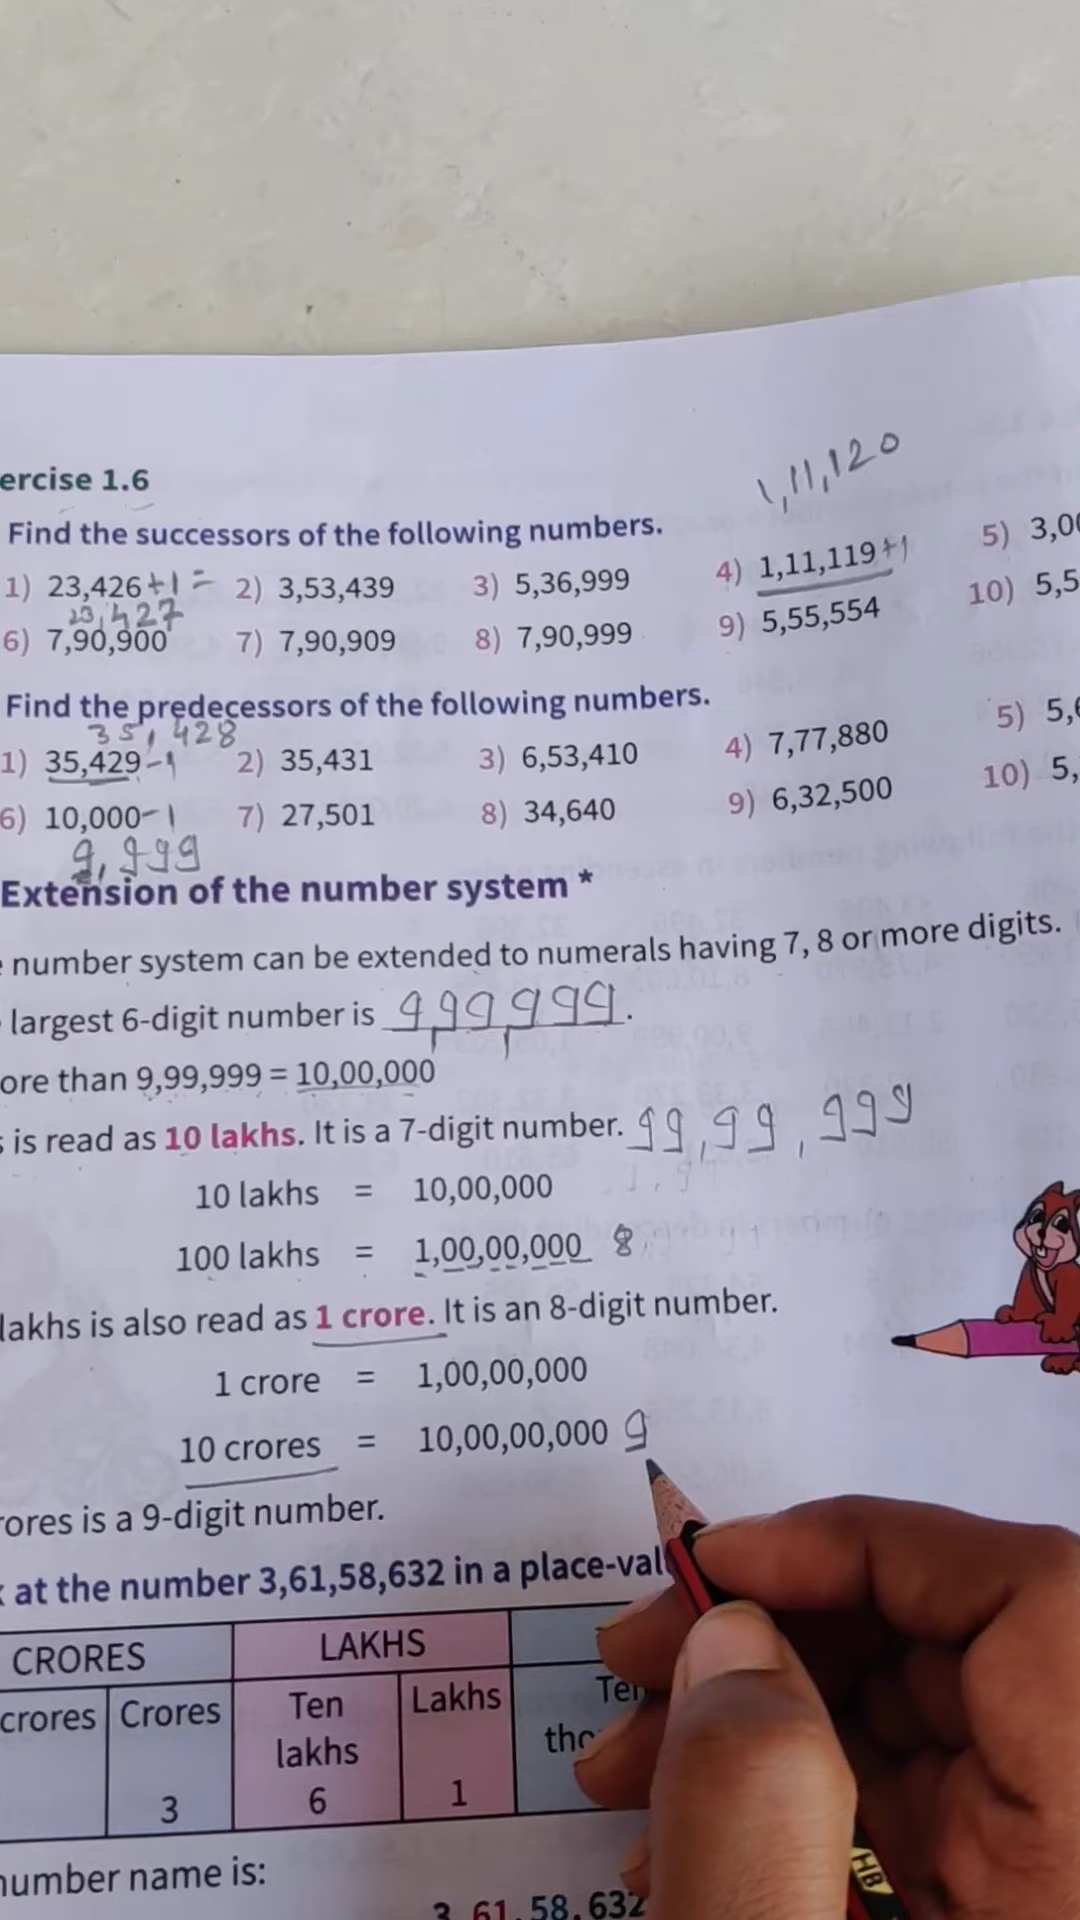 1,11,120
ercise 1.6
Find the successors of the following numbers.
1) 23,426+1= 2) 3,53,439 3) 5,36,999 4) 1,11,119+1 5) 3,00
23,427
6) 7,90,900 7) 7,90,909 8) 7,90,999 9) 5,55,554 10) 5,5
Find the predecessors of the following numbers.
35,428
1) 35,429-1 2) 35,431 3) 6,53,410 4) 7,77,880 5) 5,6
6) 10,000-1 7) 27,501 8) 34,640 9) 6,32,500 10) 5,
9,999
Extension of the number system *
number system can be extended to numerals having 7, 8 or more digits.
largest 6-digit number is 9,99,999.
ore than 9,99,999 = 10,00,000
s is read as 10 lakhs. It is a 7-digit number. 99,99,999
10 lakhs = 10,00,000
100 lakhs = 1,00,00,000 8
lakhs is also read as 1 crore. It is an 8-digit number.
1 crore = 1,00,00,000
10 crores = 10,00,00,000 9
rores is a 9-digit number.
at the number 3,61,58,632 in a place-val
CRORES LAKHS
crores Crores Ten lakhs Lakhs Ten tho
3 6 1
number name is:
3,61,58,632
HB